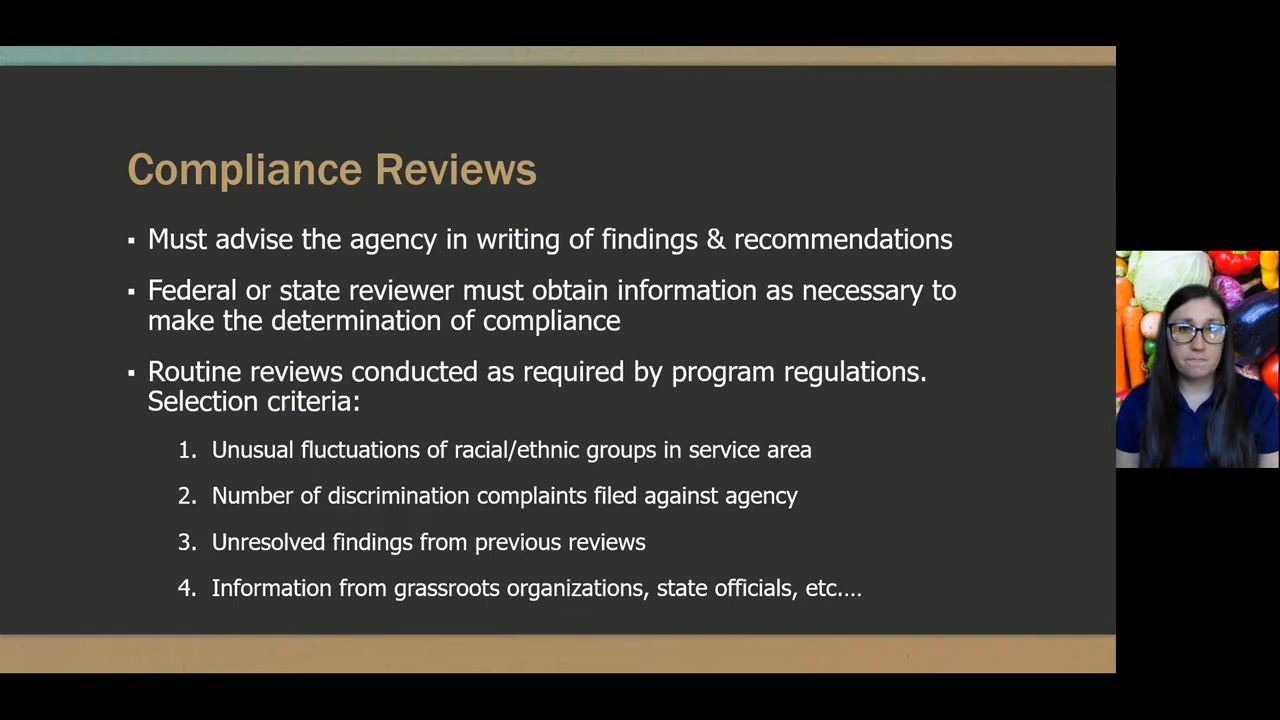 Compliance Reviews
▪ Must advise the agency in writing of findings & recommendations
▪ Federal or state reviewer must obtain information as necessary to
make the determination of compliance
▪ Routine reviews conducted as required by program regulations.
Selection criteria:
1. Unusual fluctuations of racial/ethnic groups in service area
2. Number of discrimination complaints filed against agency
3. Unresolved findings from previous reviews
4. Information from grassroots organizations, state officials, etc.…